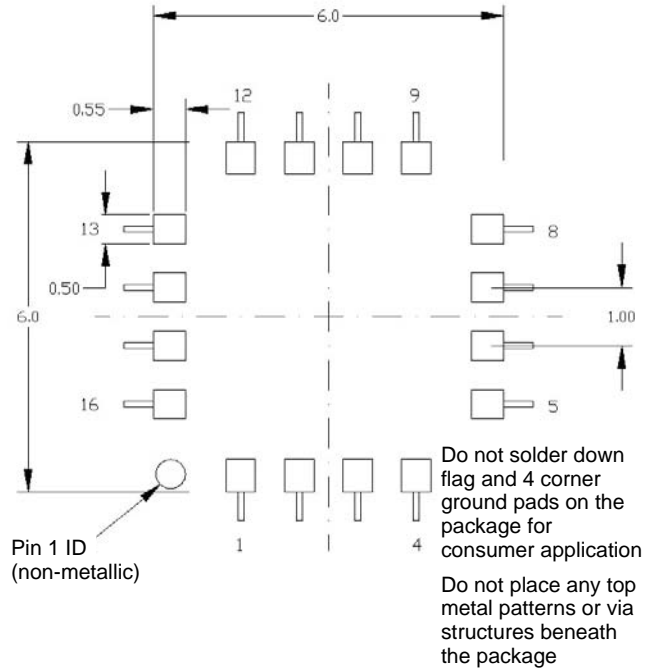 6.0
0.55
12
9
13
8
0.50
6.0
1.00
16
5
Do not solder down
flag and 4 corner
ground pads on the
package for
consumer application
Pin 1 ID
(non-metallic)
1
4
Do not place any top
metal patterns or via
structures beneath
the package